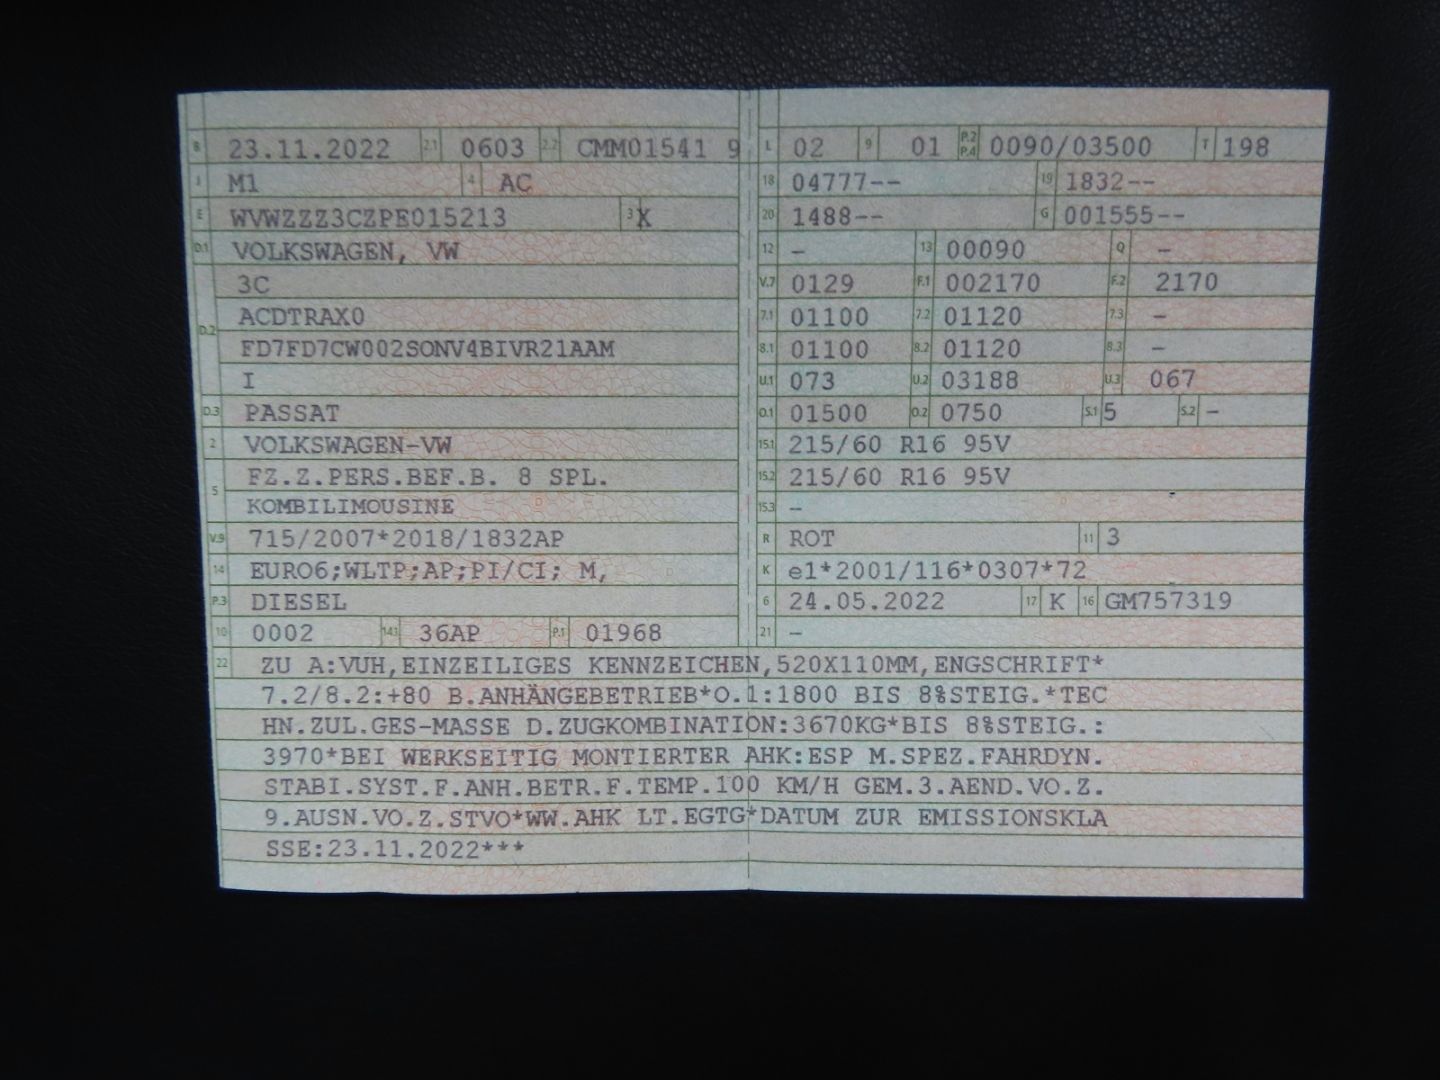 B 23.11.2022 2.1 0603 2.2 CMM01541 9
J M1 4 AC
E WVWZZZ3CZPE015213 3 X
D.1 VOLKSWAGEN, VW
3C
D.2 ACDTRAX0
FD7FD7CW002SONV4BIVR21AAM
I
D.3 PASSAT
2 VOLKSWAGEN-VW
5 FZ.Z.PERS.BEF.B. 8 SPL.
KOMBILIMOUSINE
V.9 715/2007*2018/1832AP
14 EURO6;WLTP;AP;PI/CI; M,
P.3 DIESEL
10 0002 14.1 36AP P.1 01968
L 02 9 01 P.2 P.4 0090/03500 T 198
18 04777-- 19 1832--
20 1488-- G 001555--
12 - 13 00090 Q -
V.7 0129 F.1 002170 F.2 2170
7.1 01100 7.2 01120 7.3 -
8.1 01100 8.2 01120 8.3 -
U.1 073 U.2 03188 U.3 067
O.1 01500 O.2 0750 S.1 5 S.2 -
15.1 215/60 R16 95V
15.2 215/60 R16 95V
15.3 -
R ROT 11 3
K e1*2001/116*0307*72
6 24.05.2022 17 K 16 GM757319
21 -
22 ZU A:VUH,EINZEILIGES KENNZEICHEN,520X110MM,ENGSCHRIFT*
7.2/8.2:+80 B.ANHÄNGEBETRIEB*O.1:1800 BIS 8%STEIG.*TEC
HN.ZUL.GES-MASSE D.ZUGKOMBINATION:3670KG*BIS 8%STEIG.:
3970*BEI WERKSEITIG MONTIERTER AHK:ESP M.SPEZ.FAHRDYN.
STABI.SYST.F.ANH.BETR.F.TEMP.100 KM/H GEM.3.AEND.VO.Z.
9.AUSN.VO.Z.STVO*WW.AHK LT.EGTG*DATUM ZUR EMISSIONSKLA
SSE:23.11.2022***